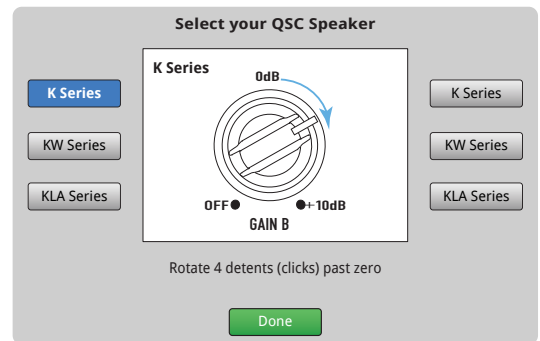 Select your QSC Speaker
K Series
KW Series
KLA Series
K Series
0dB
OFF
+10dB
GAIN B
K Series
KW Series
KLA Series
Rotate 4 detents (clicks) past zero
Done